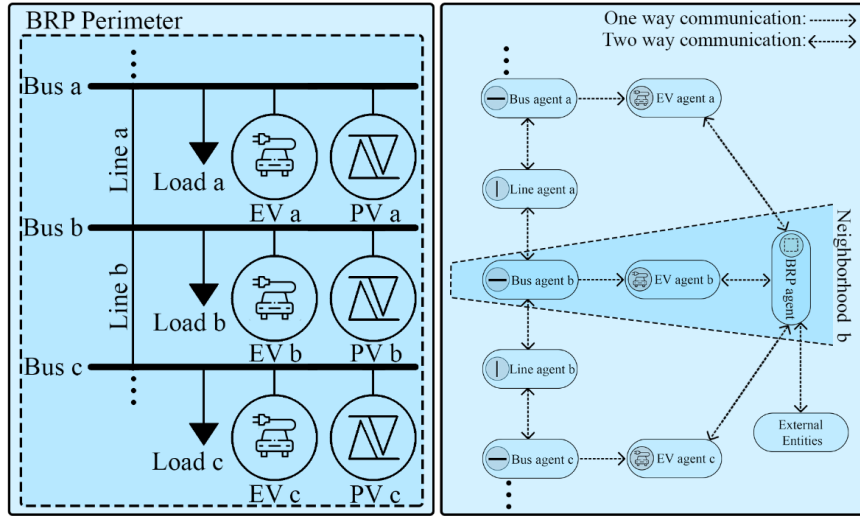 BRP Perimeter
Bus a
Line a
Load a
EV a
PV a
Bus b
Line b
Load b
EV b
PV b
Bus c
Load c
EV c
PV c
One way communication:
Two way communication:
Bus agent a
EV agent a
Line agent a
Neighborhood b
BRP agent
Bus agent b
EV agent b
Line agent b
External
Entities
Bus agent c
EV agent c